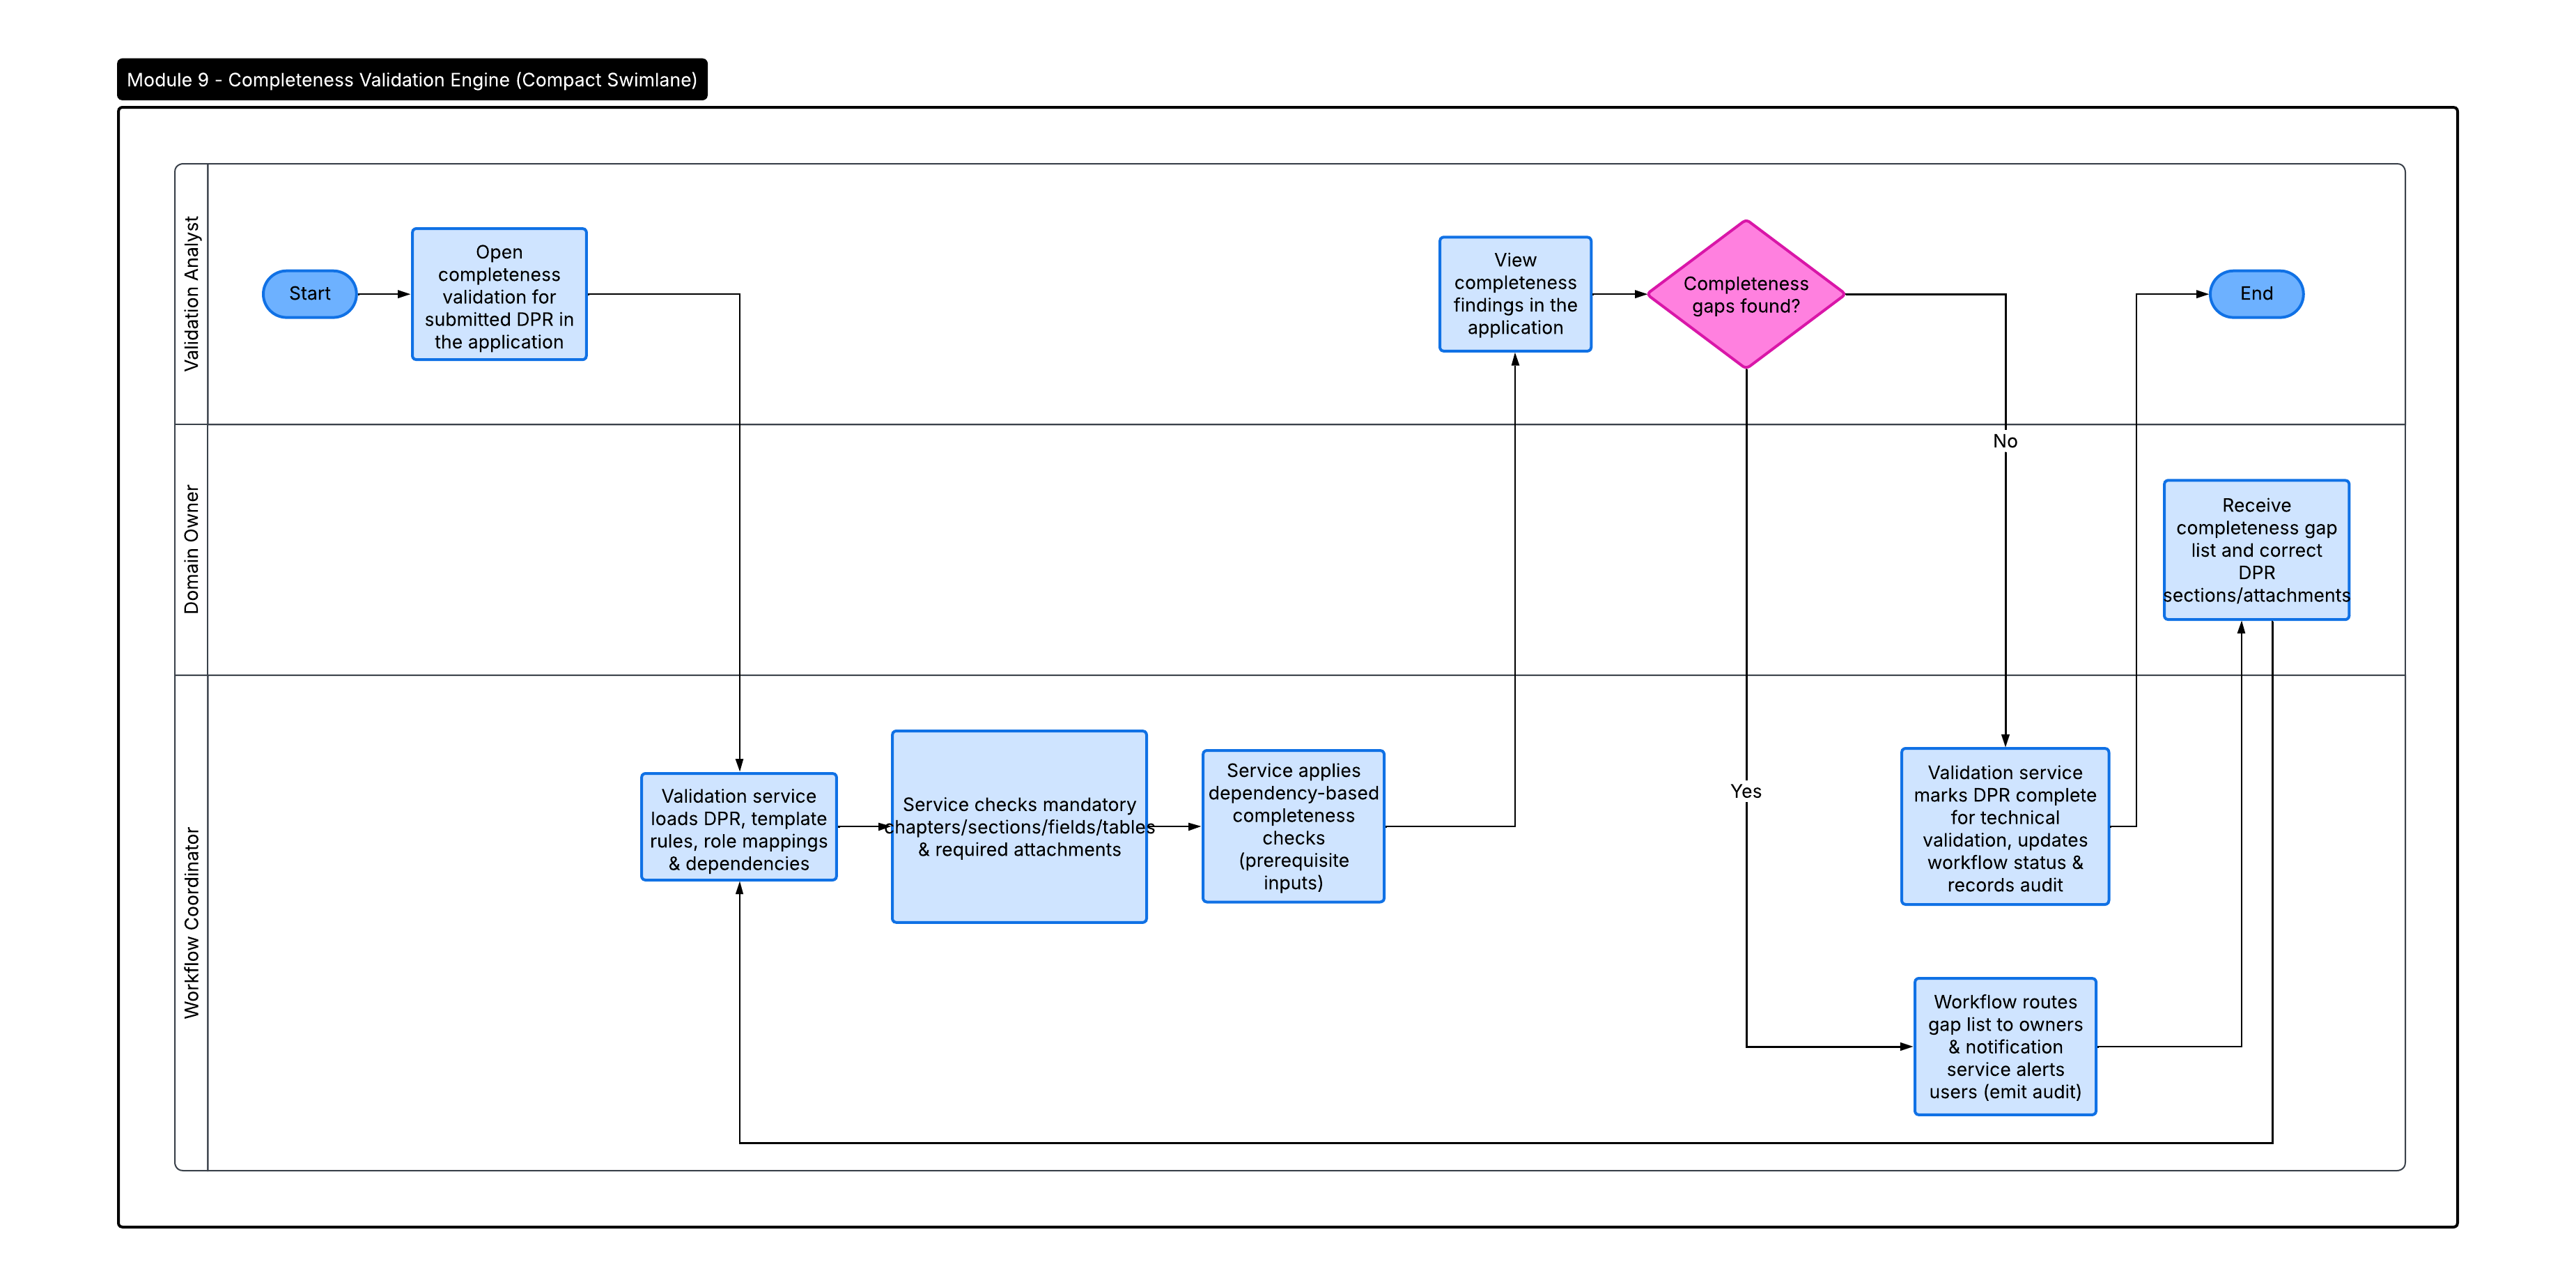 Module 9 - Completeness Validation Engine (Compact Swimlane)
Validation Analyst
Start
Open
completeness
validation for
submitted DPR in
the application
View
completeness
findings in the
application
Completeness
gaps found?
End
No
Domain Owner
Receive
completeness gap
list and correct
DPR
sections/attachments
Workflow Coordinator
Validation service
loads DPR, template
rules, role mappings
& dependencies
Service checks mandatory
chapters/sections/fields/tables
& required attachments
Service applies
dependency-based
completeness
checks
(prerequisite
inputs)
Yes
Validation service
marks DPR complete
for technical
validation, updates
workflow status &
records audit
Workflow routes
gap list to owners
& notification
service alerts
users (emit audit)